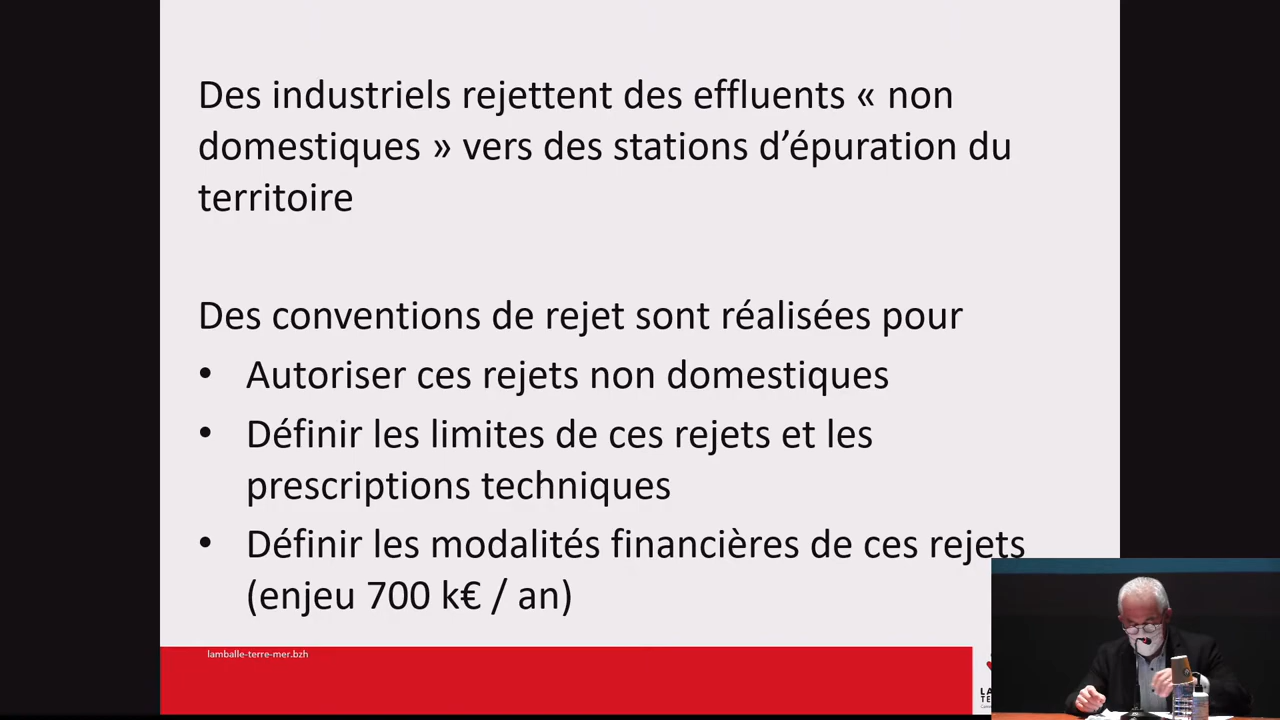 Des industriels rejettent des effluents « non
domestiques » vers des stations d’épuration du
territoire
Des conventions de rejet sont réalisées pour
• Autoriser ces rejets non domestiques
• Définir les limites de ces rejets et les
prescriptions techniques
• Définir les modalités financières de ces rejets
(enjeu 700 k€ / an)
lamballe-terre-mer.bzh